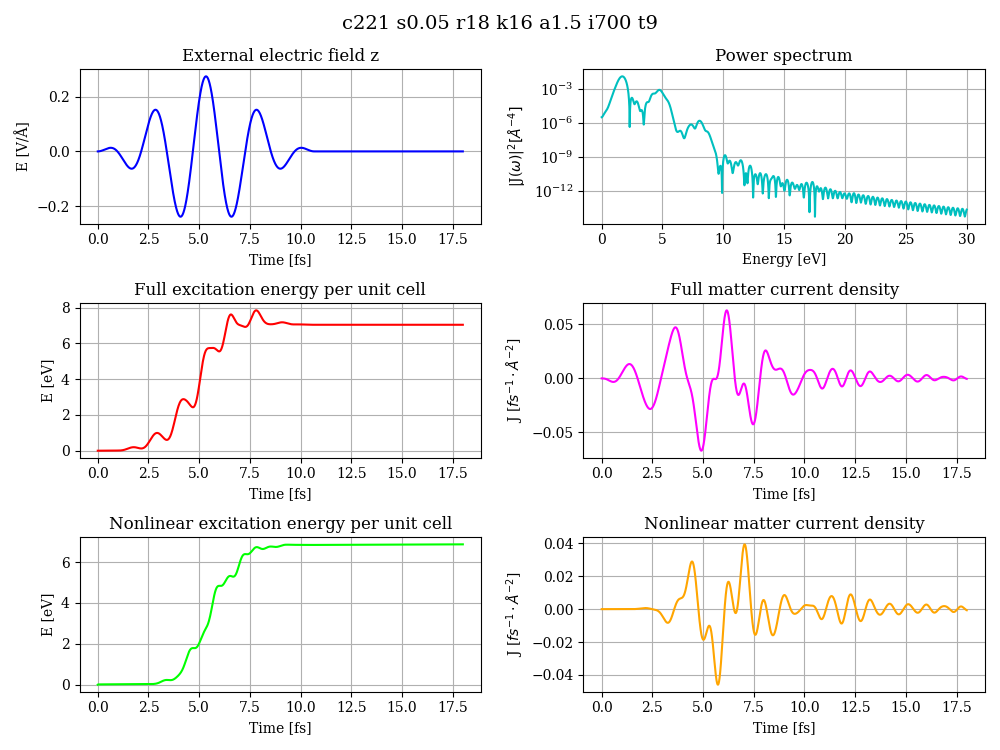 c221 s0.05 r18 k16 a1.5 i700 t9
External electric field z
E [V/Å]
0.2
0.0
−0.2
0.0 2.5 5.0 7.5 10.0 12.5 15.0 17.5
Time [fs]
Power spectrum
|J(ω)|² [Å⁻⁴]
10⁻³
10⁻⁶
10⁻⁹
10⁻¹²
0 5 10 15 20 25 30
Energy [eV]
Full excitation energy per unit cell
E [eV]
8
6
4
2
0
0.0 2.5 5.0 7.5 10.0 12.5 15.0 17.5
Time [fs]
Full matter current density
J [fs⁻¹ · Å⁻²]
0.05
0.00
−0.05
0.0 2.5 5.0 7.5 10.0 12.5 15.0 17.5
Time [fs]
Nonlinear excitation energy per unit cell
E [eV]
6
4
2
0
0.0 2.5 5.0 7.5 10.0 12.5 15.0 17.5
Time [fs]
Nonlinear matter current density
J [fs⁻¹ · Å⁻²]
0.04
0.02
0.00
−0.02
−0.04
0.0 2.5 5.0 7.5 10.0 12.5 15.0 17.5
Time [fs]